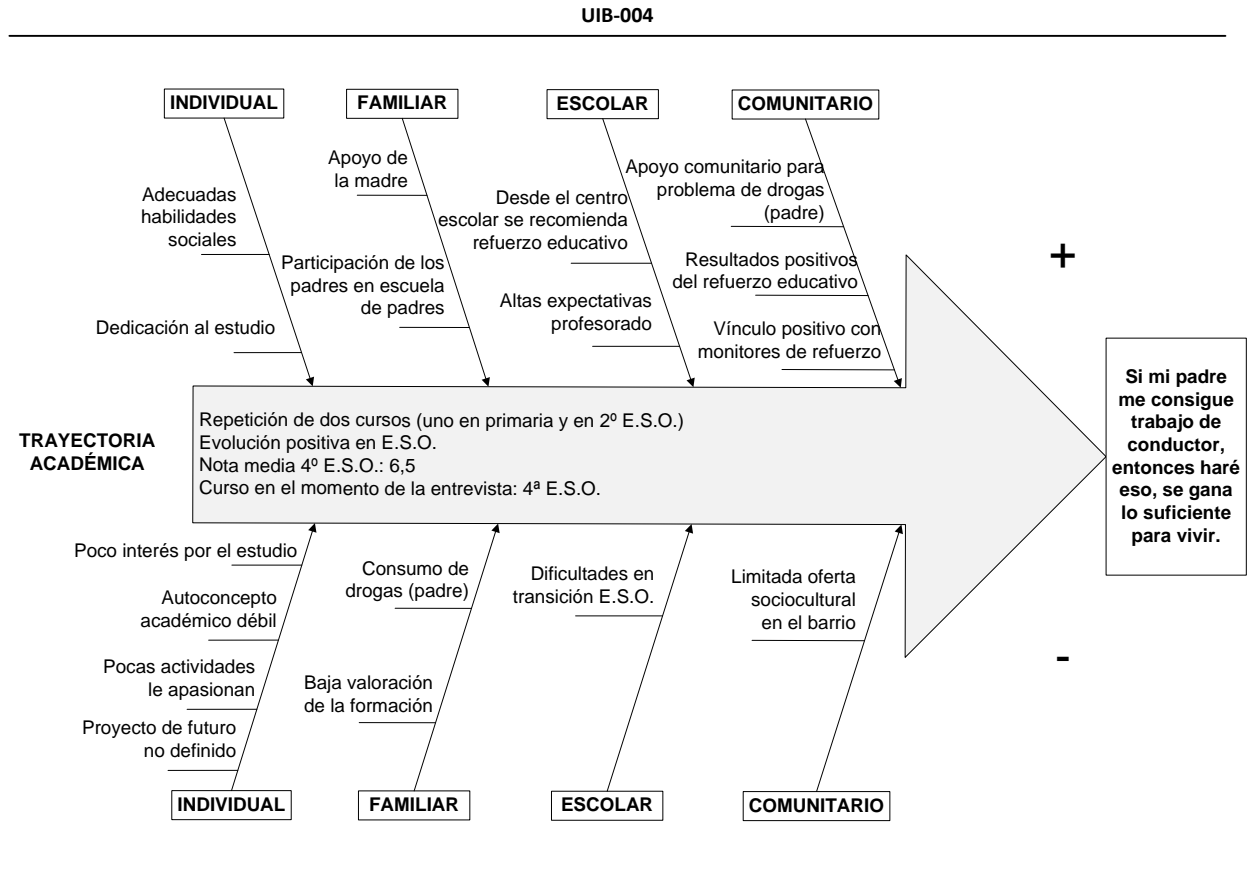 UIB-004
INDIVIDUAL
FAMILIAR
ESCOLAR
COMUNITARIO
Adecuadas
habilidades
sociales
Dedicación al estudio
Apoyo de
la madre
Participación de los
padres en escuela
de padres
Desde el centro
escolar se recomienda
refuerzo educativo
Altas expectativas
profesorado
Apoyo comunitario para
problema de drogas
(padre)
Resultados positivos
del refuerzo educativo
Vínculo positivo con
monitores de refuerzo
+
TRAYECTORIA
ACADÉMICA
Repetición de dos cursos (uno en primaria y en 2º E.S.O.)
Evolución positiva en E.S.O.
Nota media 4º E.S.O.: 6,5
Curso en el momento de la entrevista: 4ª E.S.O.
Si mi padre
me consigue
trabajo de
conductor,
entonces haré
eso, se gana
lo suficiente
para vivir.
Poco interés por el estudio
Autoconcepto
académico débil
Pocas actividades
le apasionan
Proyecto de futuro
no definido
Consumo de
drogas (padre)
Baja valoración
de la formación
Dificultades en
transición E.S.O.
Limitada oferta
sociocultural
en el barrio
-
INDIVIDUAL
FAMILIAR
ESCOLAR
COMUNITARIO